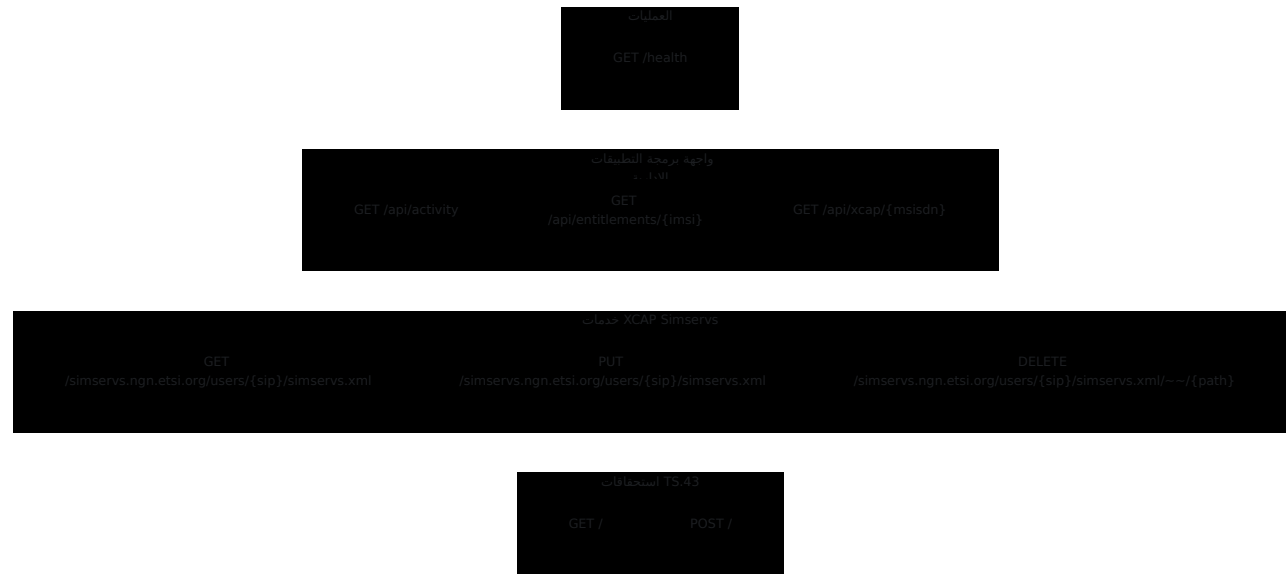 العمليات
GET /health
واجهة برمجة التطبيقات
GET /api/activity
GET
/api/entitlements/{imsi}
GET /api/xcap/{msisdn}
خدمات XCAP Simservs
GET
/simservs.ngn.etsi.org/users/{sip}/simservs.xml
PUT
/simservs.ngn.etsi.org/users/{sip}/simservs.xml
DELETE
/simservs.ngn.etsi.org/users/{sip}/simservs.xml/~~/{path}
استحقاقات TS.43
GET /
POST /